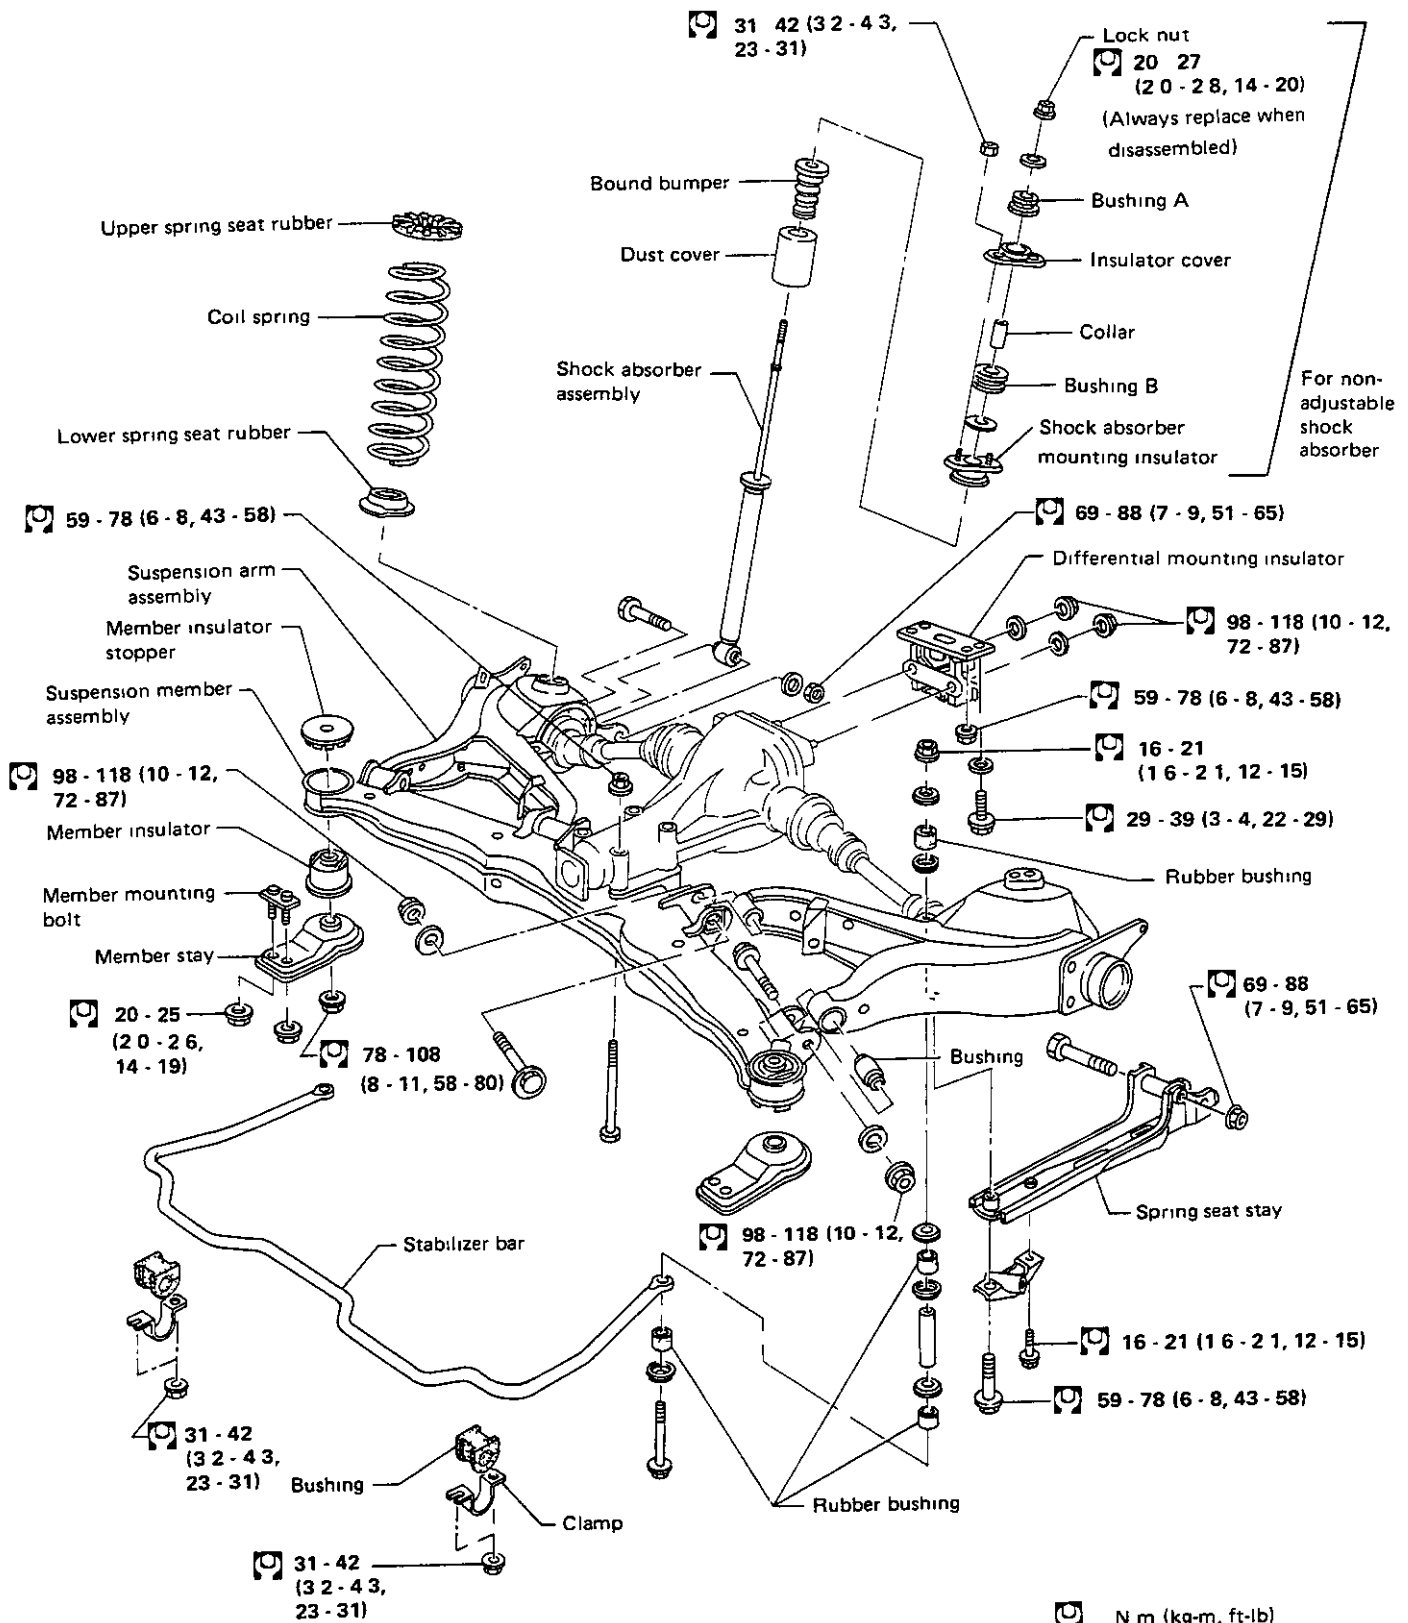 31 42 (3 2 - 4 3,
23 - 31)
Lock nut
20 27
(2 0 - 2 8, 14 - 20)
(Always replace when
disassembled)
Bound bumper
Bushing A
Upper spring seat rubber
Dust cover
Insulator cover
Coil spring
Collar
Shock absorber
assembly
Bushing B
For non-
adjustable
shock
absorber
Lower spring seat rubber
Shock absorber
mounting insulator
59 - 78 (6 - 8, 43 - 58)
69 - 88 (7 - 9, 51 - 65)
Suspension arm
assembly
Differential mounting insulator
Member insulator
stopper
98 - 118 (10 - 12,
72 - 87)
Suspension member
assembly
59 - 78 (6 - 8, 43 - 58)
98 - 118 (10 - 12,
72 - 87)
16 - 21
(1 6 - 2 1, 12 - 15)
Member insulator
29 - 39 (3 - 4, 22 - 29)
Member mounting
bolt
Rubber bushing
Member stay
69 - 88
(7 - 9, 51 - 65)
20 - 25
(2 0 - 2 6,
14 - 19)
78 - 108
(8 - 11, 58 - 80)
Bushing
Spring seat stay
98 - 118 (10 - 12,
72 - 87)
Stabilizer bar
16 - 21 (1 6 - 2 1, 12 - 15)
59 - 78 (6 - 8, 43 - 58)
31 - 42
(3 2 - 4 3,
23 - 31)
Bushing
Rubber bushing
Clamp
31 - 42
(3 2 - 4 3,
23 - 31)
N m (kg-m, ft-lb)